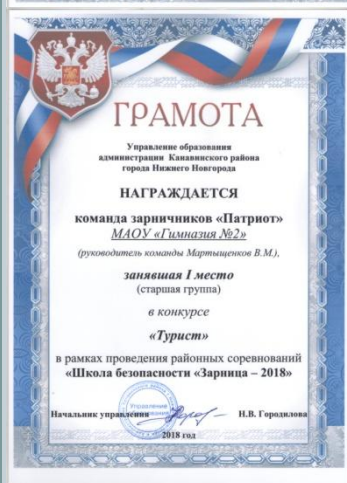 ГРАМОТА
Управление образования
администрации Канавинского района
города Нижнего Новгорода
НАГРАЖДАЕТСЯ
команда зарничников «Патриот»
МАОУ «Гимназия №2»
(руководитель команды Мартыщенков В.М.),
занявшая I место
(старшая группа)
в конкурсе
«Турист»
в рамках проведения районных соревнований
«Школа безопасности «Зарница – 2018»
Начальник управления Н.В. Городилова
2018 год